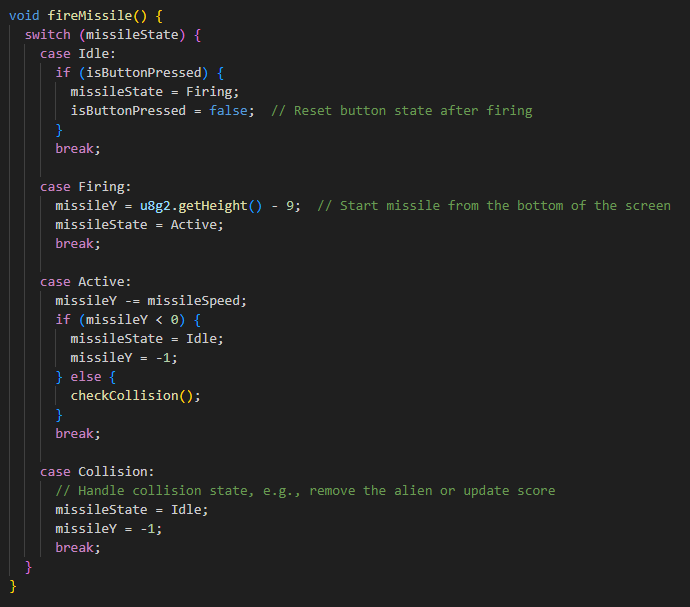 void fireMissile() {
  switch (missileState) {
    case Idle:
      if (isButtonPressed) {
        missileState = Firing;
        isButtonPressed = false;  // Reset button state after firing
      }
      break;

    case Firing:
      missileY = u8g2.getHeight() - 9;  // Start missile from the bottom of the screen
      missileState = Active;
      break;

    case Active:
      missileY -= missileSpeed;
      if (missileY < 0) {
        missileState = Idle;
        missileY = -1;
      } else {
        checkCollision();
      }
      break;

    case Collision:
      // Handle collision state, e.g., remove the alien or update score
      missileState = Idle;
      missileY = -1;
      break;
  }
}